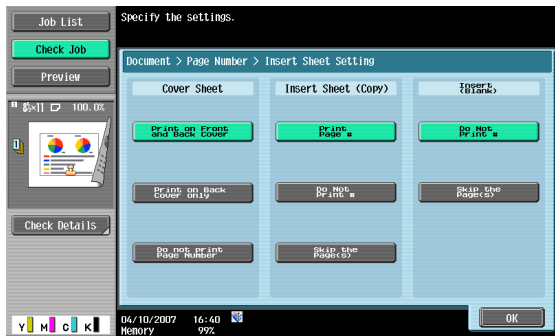 Job List
Specify the settings.
Check Job
Preview
Document > Page Number > Insert Sheet Setting
Cover Sheet
Insert Sheet (Copy)
Insert
(Blank)
100.0%
Print on Front
and Back Cover
Print
Page #
Do Not
Print #
Print on Back
Cover only
Do Not
Print #
Skip the
Page(s)
Check Details
Do not print
Page Number
Skip the
Page(s)
Y M C K
04/10/2007 16:40
Memory 99%
OK